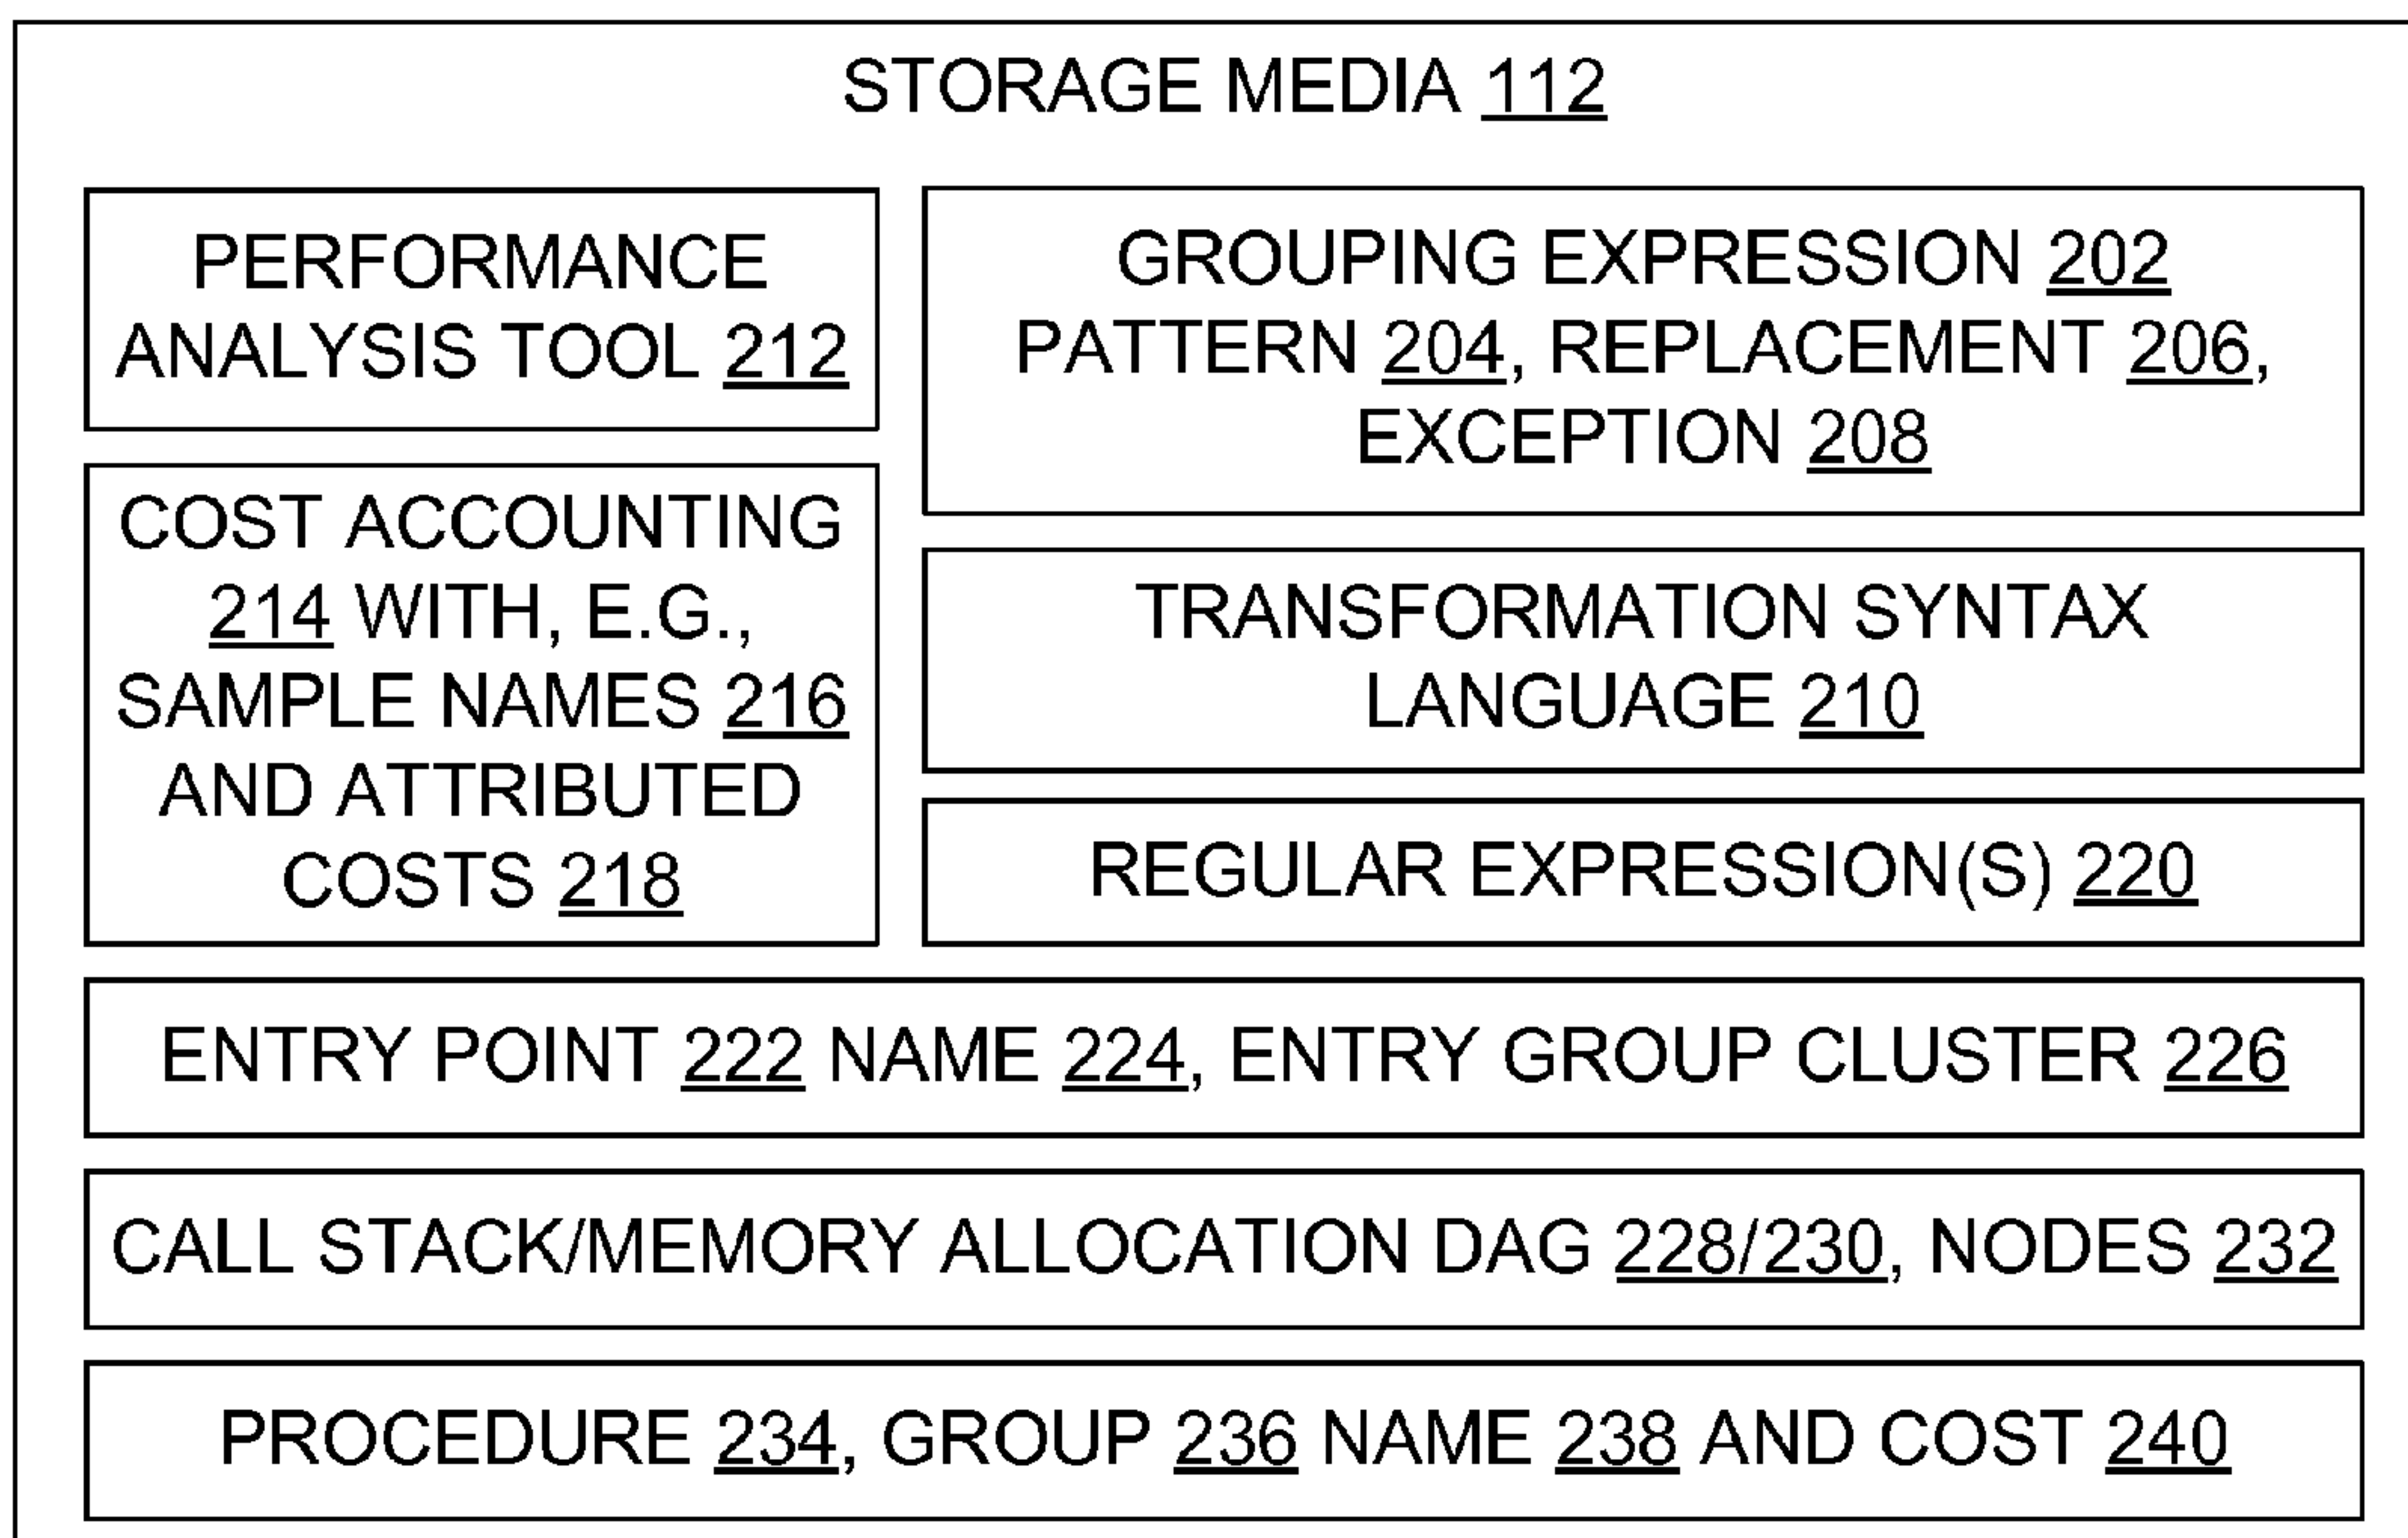 STORAGE MEDIA 112
PERFORMANCE
ANALYSIS TOOL 212
GROUPING EXPRESSION 202
PATTERN 204, REPLACEMENT 206,
EXCEPTION 208
COST ACCOUNTING
214 WITH, E.G.,
SAMPLE NAMES 216
AND ATTRIBUTED
COSTS 218
TRANSFORMATION SYNTAX
LANGUAGE 210
REGULAR EXPRESSION(S) 220
ENTRY POINT 222 NAME 224, ENTRY GROUP CLUSTER 226
CALL STACK/MEMORY ALLOCATION DAG 228/230, NODES 232
PROCEDURE 234, GROUP 236 NAME 238 AND COST 240